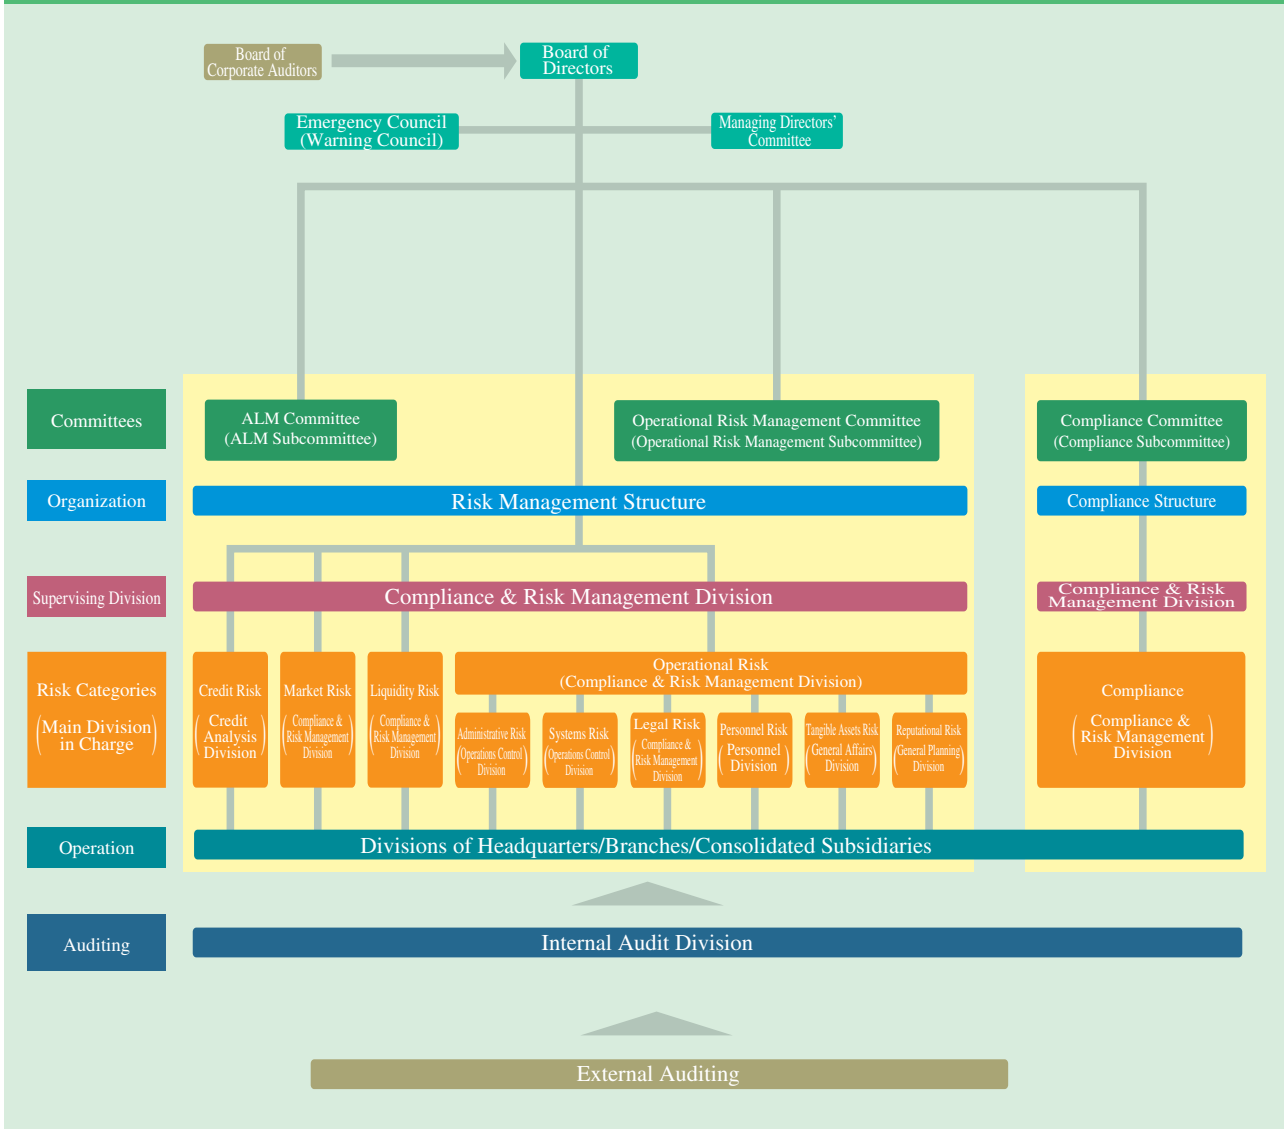 Board of
Corporate Auditors
Board of
Directors
Emergency Council
(Warning Council)
Managing Directors'
Committee
Committees
ALM Committee
(ALM Subcommittee)
Operational Risk Management Committee
(Operational Risk Management Subcommittee)
Compliance Committee
(Compliance Subcommittee)
Organization
Risk Management Structure
Compliance Structure
Supervising Division
Compliance & Risk Management Division
Compliance & Risk
Management Division
Risk Categories
(Main Division
in Charge)
Credit Risk
(Credit
Analysis
Division)
Market Risk
(Compliance &
Risk Management
Division)
Liquidity Risk
(Compliance &
Risk Management
Division)
Operational Risk
(Compliance & Risk Management Division)
Administrative Risk
(Operations Control
Division)
Systems Risk
(Operations Control
Division)
Legal Risk
(Compliance &
Risk Management
Division)
Personnel Risk
(Personnel
Division)
Tangible Assets Risk
(General Affairs
Division)
Reputational Risk
(General Planning
Division)
Compliance
(Compliance &
Risk Management
Division)
Operation
Divisions of Headquarters/Branches/Consolidated Subsidiaries
Auditing
Internal Audit Division
External Auditing